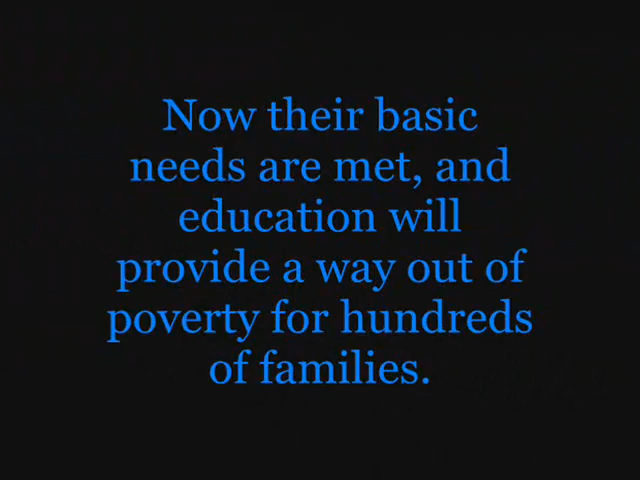 Now their basic
needs are met, and
education will
provide a way out of
poverty for hundreds
of families.